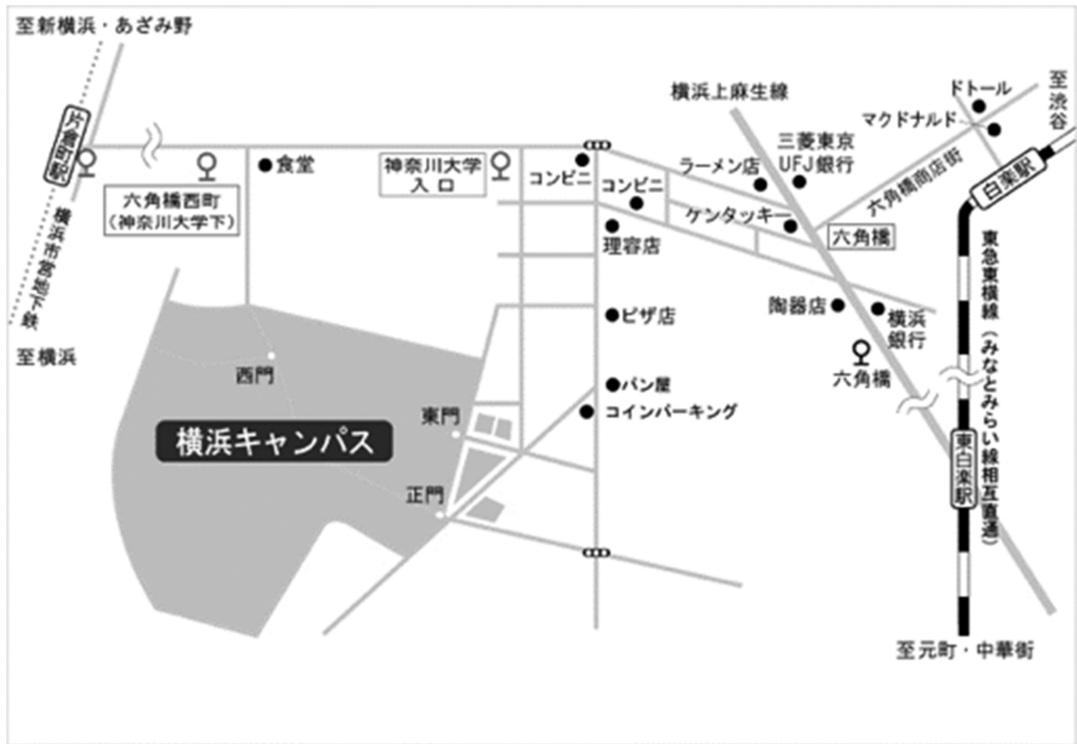 至新横浜・あざみ野
片倉町駅
横浜市営地下鉄
至横浜
六角橋西町
(神奈川大学下)
食堂
神奈川大学
入口
コンビニ
コンビニ
理容店
ピザ店
パン屋
コインパーキング
横浜上麻生線
ラーメン店
三菱東京
UFJ銀行
ケンタッキー
六角橋
六角橋商店街
ドトール
マクドナルド
至渋谷
白楽駅
陶器店
横浜
銀行
六角橋
東急東横線(みなとみらい線相互直通)
東白楽駅
至元町・中華街
西門
横浜キャンパス
東門
正門